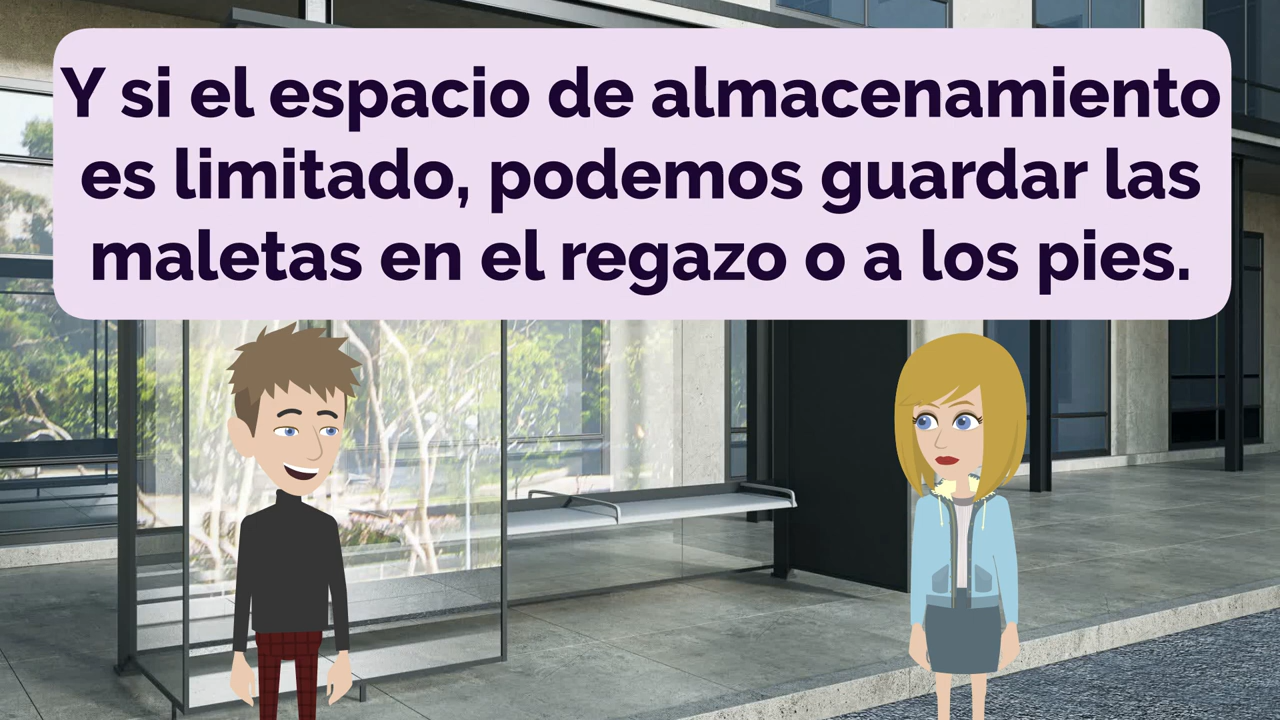 Y si el espacio de almacenamiento
es limitado, podemos guardar las
maletas en el regazo o a los pies.